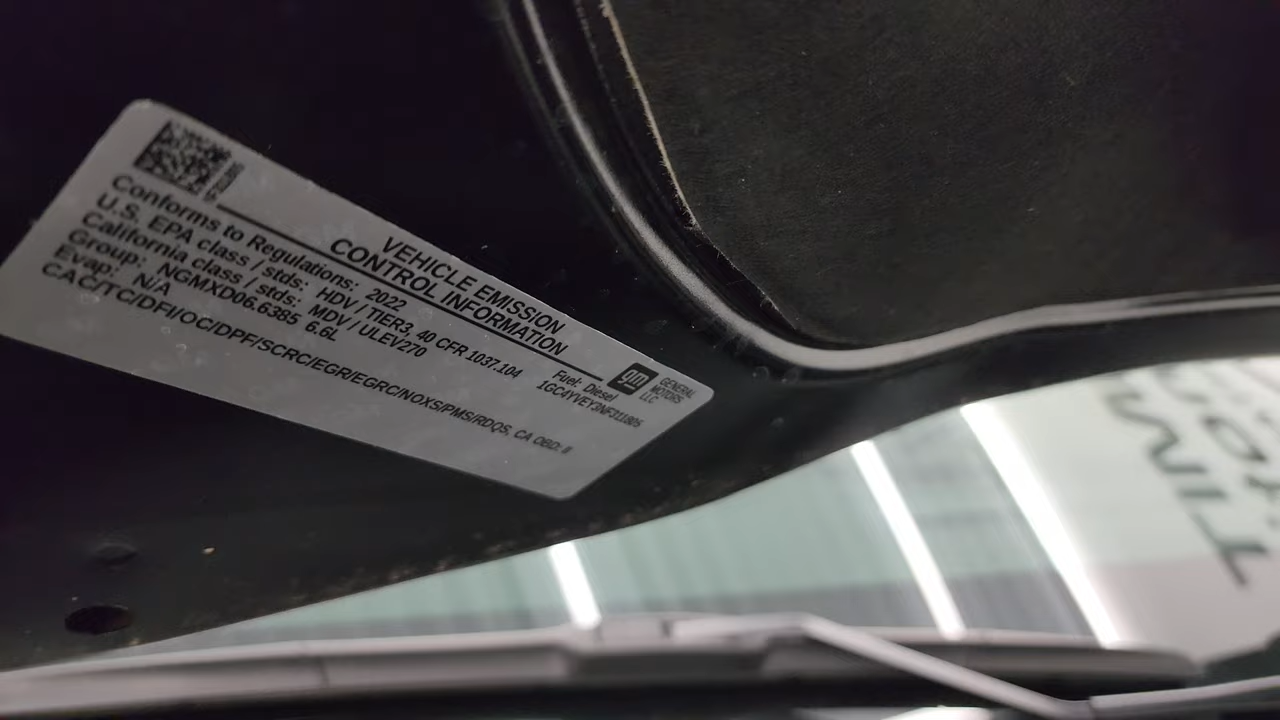 VEHICLE EMISSION
CONTROL INFORMATION
gm GENERAL
MOTORS
LLC
Conforms to Regulations: 2022
Fuel: Diesel
U.S. EPA class / stds: HDV / TIER3, 40 CFR 1037.104
1GC4YVEY3NF311805
California class / stds: MDV / ULEV270
Group: NGMXD06.6385 6.6L
Evap: N/A
CAC/TC/DFI/OC/DPF/SCRC/EGR/EGRC/NOXS/PMS/RDQS, CA OBD: II